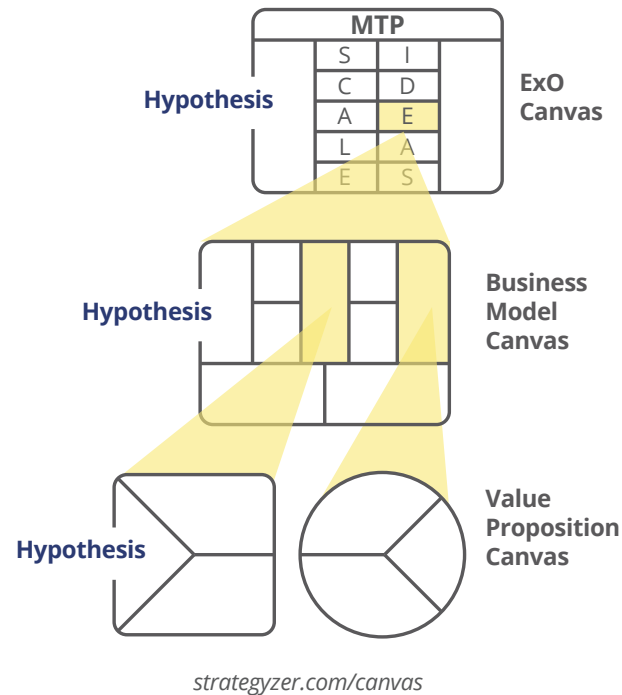 MTP
S I
C D
A E
L A
E S
Hypothesis
ExO
Canvas
Hypothesis
Business
Model
Canvas
Hypothesis
Value
Proposition
Canvas
strategyzer.com/canvas